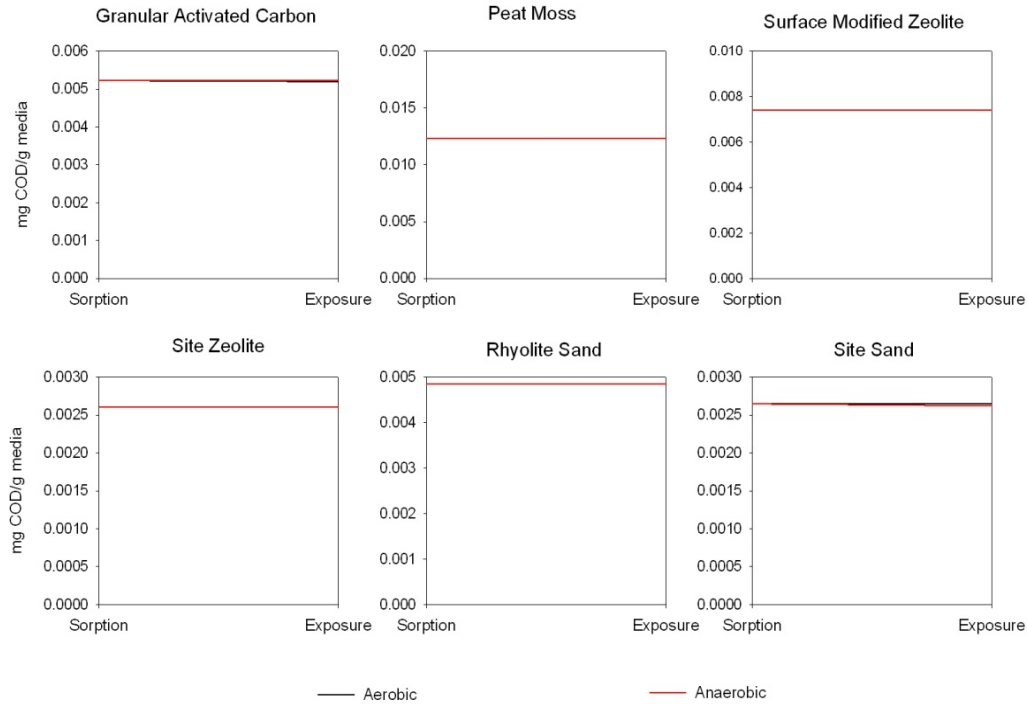 Granular Activated Carbon
Peat Moss
Surface Modified Zeolite
mg COD/g media
0.006
0.005
0.004
0.003
0.002
0.001
0.000
Sorption
Exposure
0.020
0.015
0.010
0.005
0.000
Sorption
Exposure
0.010
0.008
0.006
0.004
0.002
0.000
Sorption
Exposure
Site Zeolite
Rhyolite Sand
Site Sand
mg COD/g media
0.0030
0.0025
0.0020
0.0015
0.0010
0.0005
0.0000
Sorption
Exposure
0.005
0.004
0.003
0.002
0.001
0.000
Sorption
Exposure
0.0030
0.0025
0.0020
0.0015
0.0010
0.0005
0.0000
Sorption
Exposure
Aerobic
Anaerobic